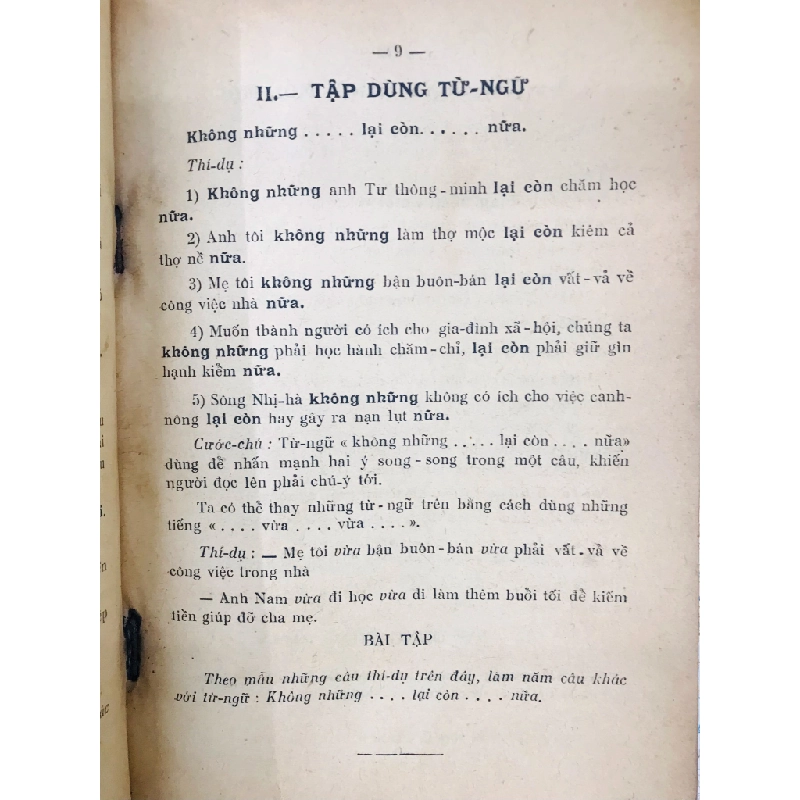 — 9 —
II.— TẬP DÙNG TỪ-NGỮ
Không những . . . . . lại còn. . . . . . nữa.
Thí-dụ :
1) Không những anh Tư thông-minh lại còn chăm học
nữa.
2) Anh tôi không những làm thợ mộc lại còn kiêm cả
thợ nề nữa.
3) Mẹ tôi không những bận buôn-bán lại còn vất-vả về
công việc nhà nữa.
4) Muốn thành người có ích cho gia-đình xã-hội, chúng ta
không những phải học hành chăm-chỉ, lại còn phải giữ gìn
hạnh kiểm nữa.
5) Sông Nhị-hà không những không có ích cho việc canh-
nông lại còn hay gây ra nạn lụt nữa.
Cước-chú : Từ-ngữ « không những . . . . . lại còn . . . . nữa»
dùng để nhấn mạnh hai ý song-song trong một câu, khiến
người đọc lên phải chú-ý tới.
Ta có thể thay những từ-ngữ trên bằng cách dùng những
tiếng « . . . . vừa . . . . vừa . . . . ».
Thí-dụ : — Mẹ tôi vừa bận buôn-bán vừa phải vất-vả về
công việc trong nhà
— Anh Nam vừa đi học vừa đi làm thêm buổi tối để kiếm
tiền giúp đỡ cha mẹ.
BÀI TẬP
Theo mẫu những câu thí-dụ trên đây, làm năm câu khác
với từ-ngữ : Không những . . . . lại còn . . . . nữa.